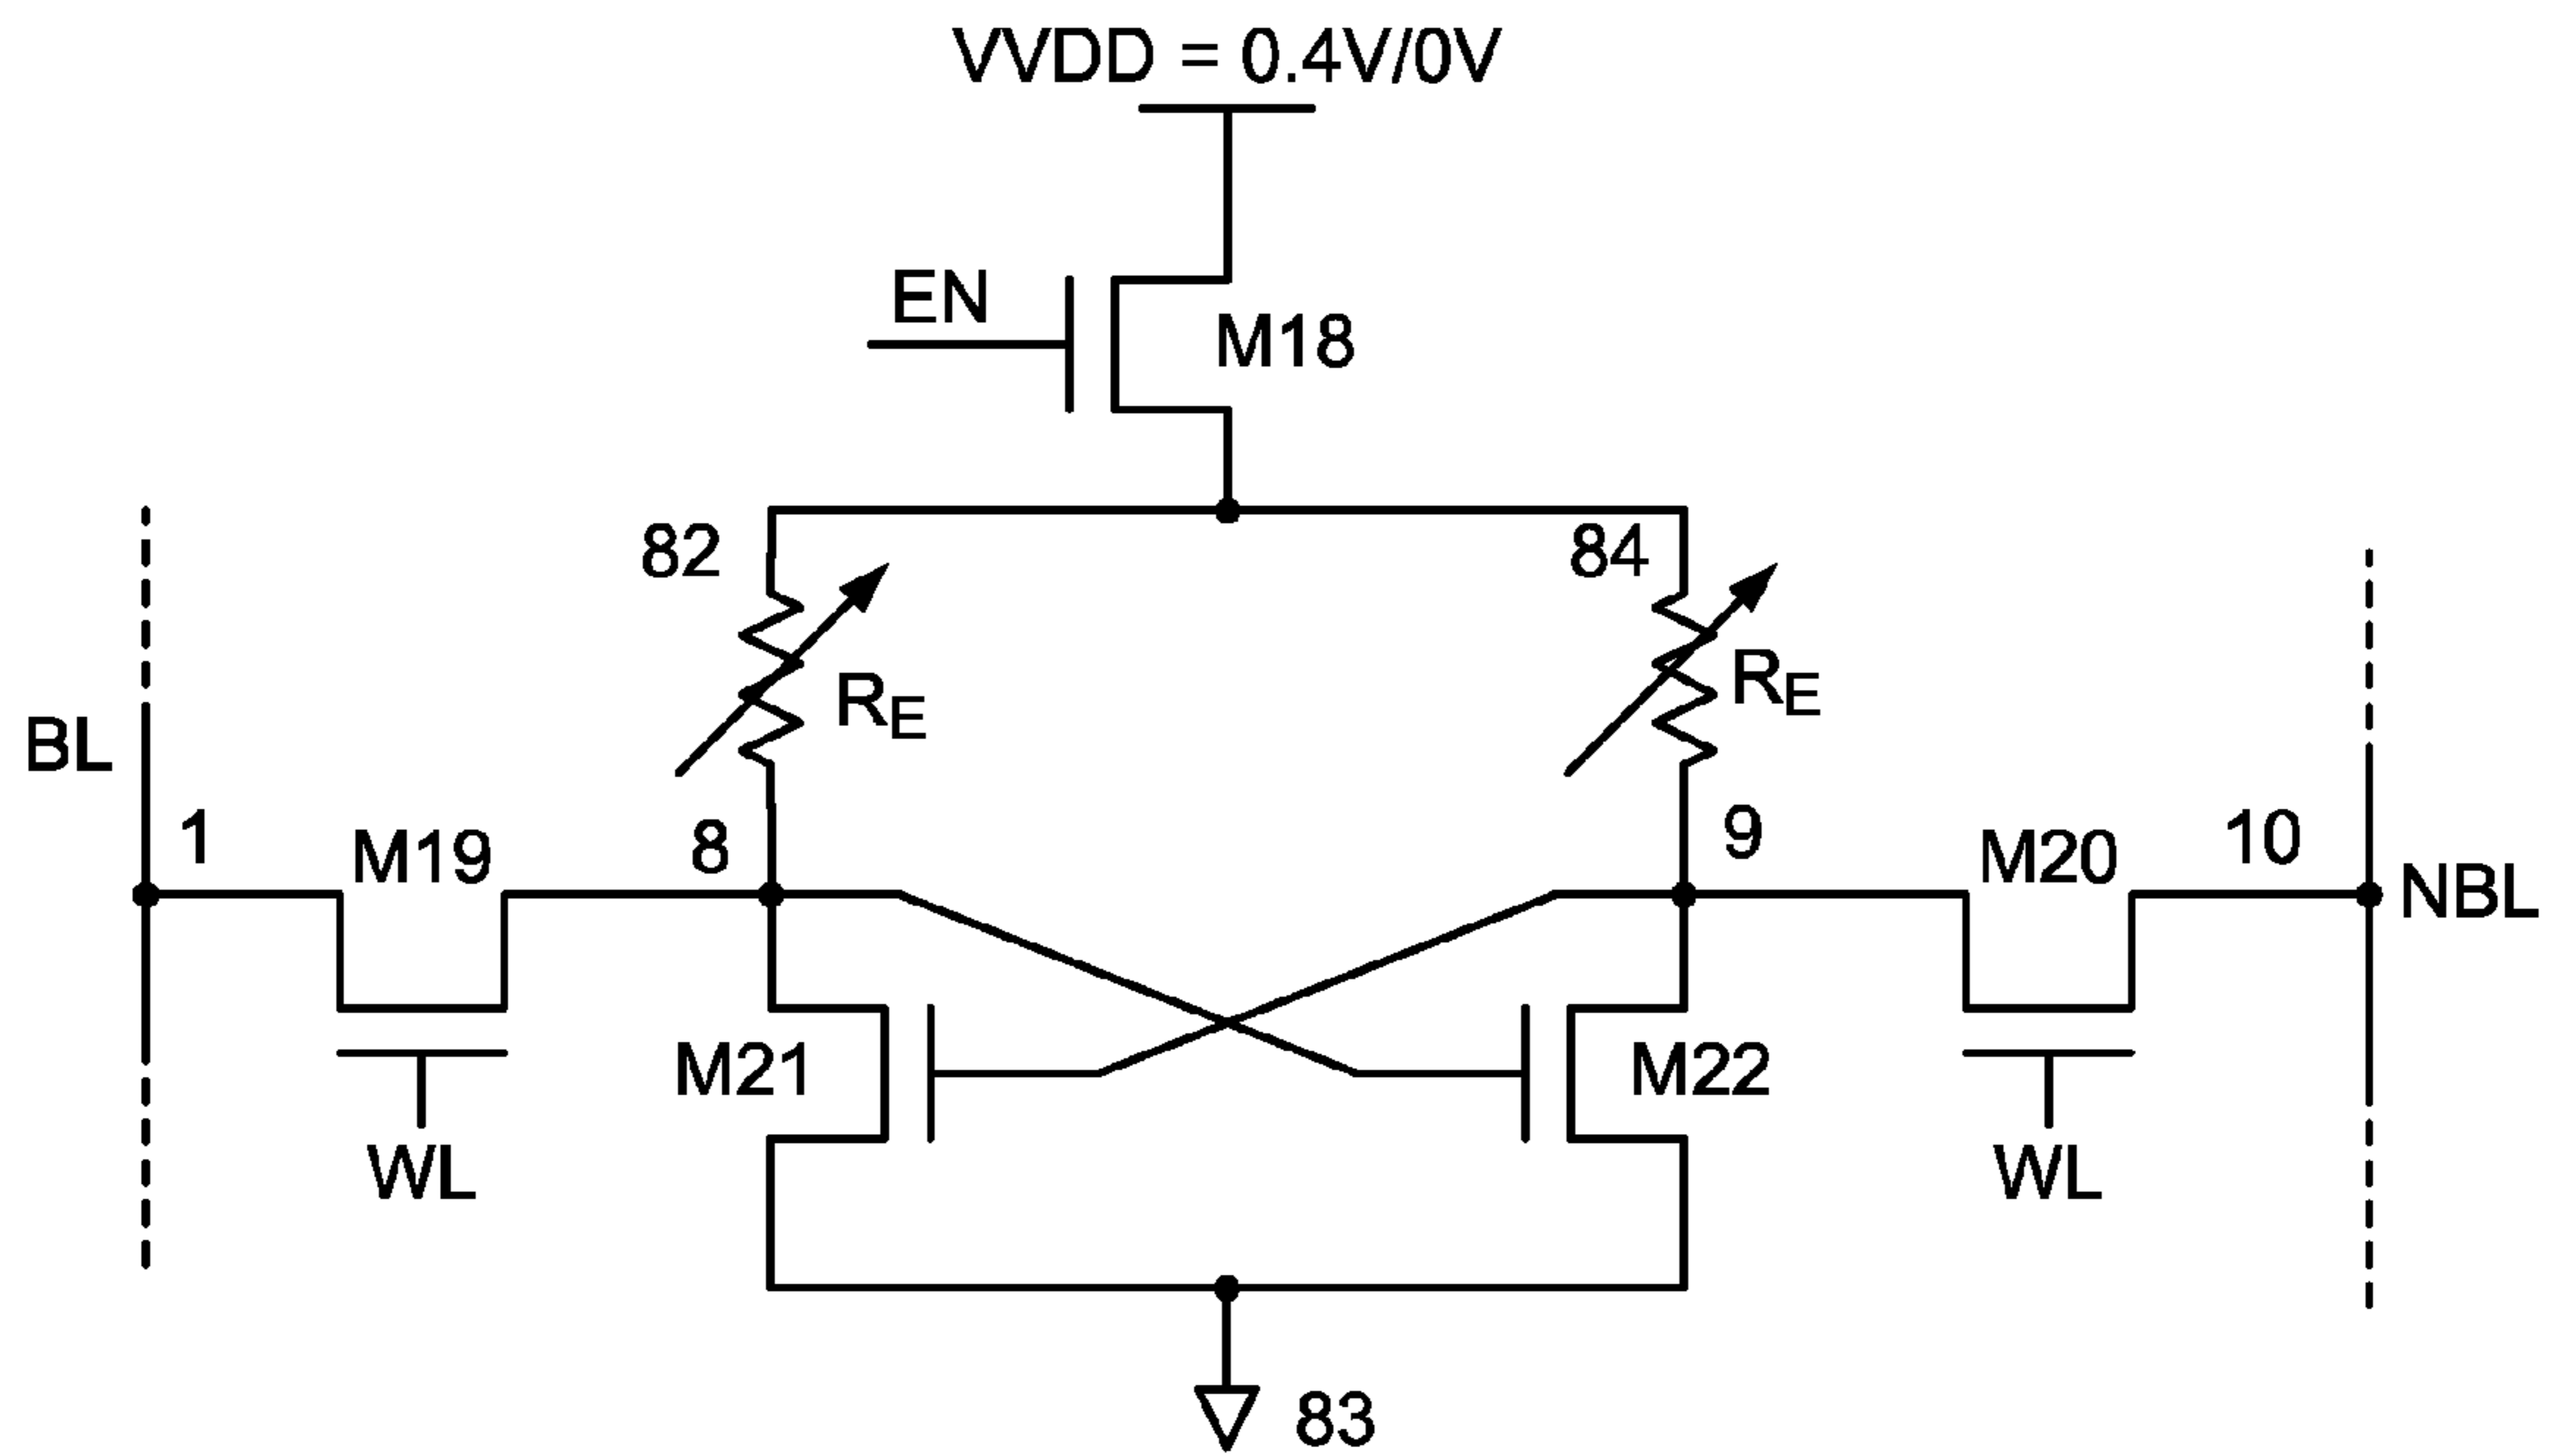 VVDD = 0.4V/0V
EN
M18
82
84
RE
RE
BL
1
M19
8
9
M20
10
NBL
M21
M22
WL
WL
83